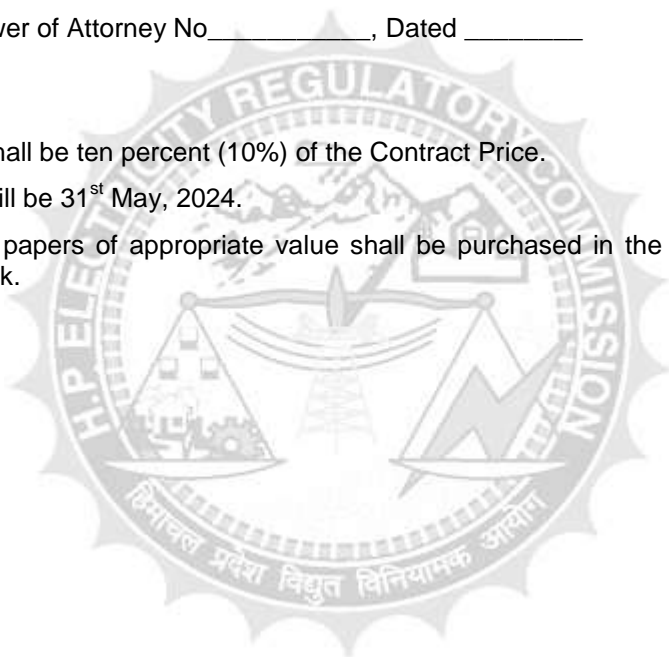 wer of Attorney No___________, Dated ________
hall be ten percent (10%) of the Contract Price.
ill be 31st May, 2024.
papers of appropriate value shall be purchased in the
k.
H.P ELECTRICITY REGULATORY COMMISSION
हिमाचल प्रदेश विद्युत विनियामक आयोग